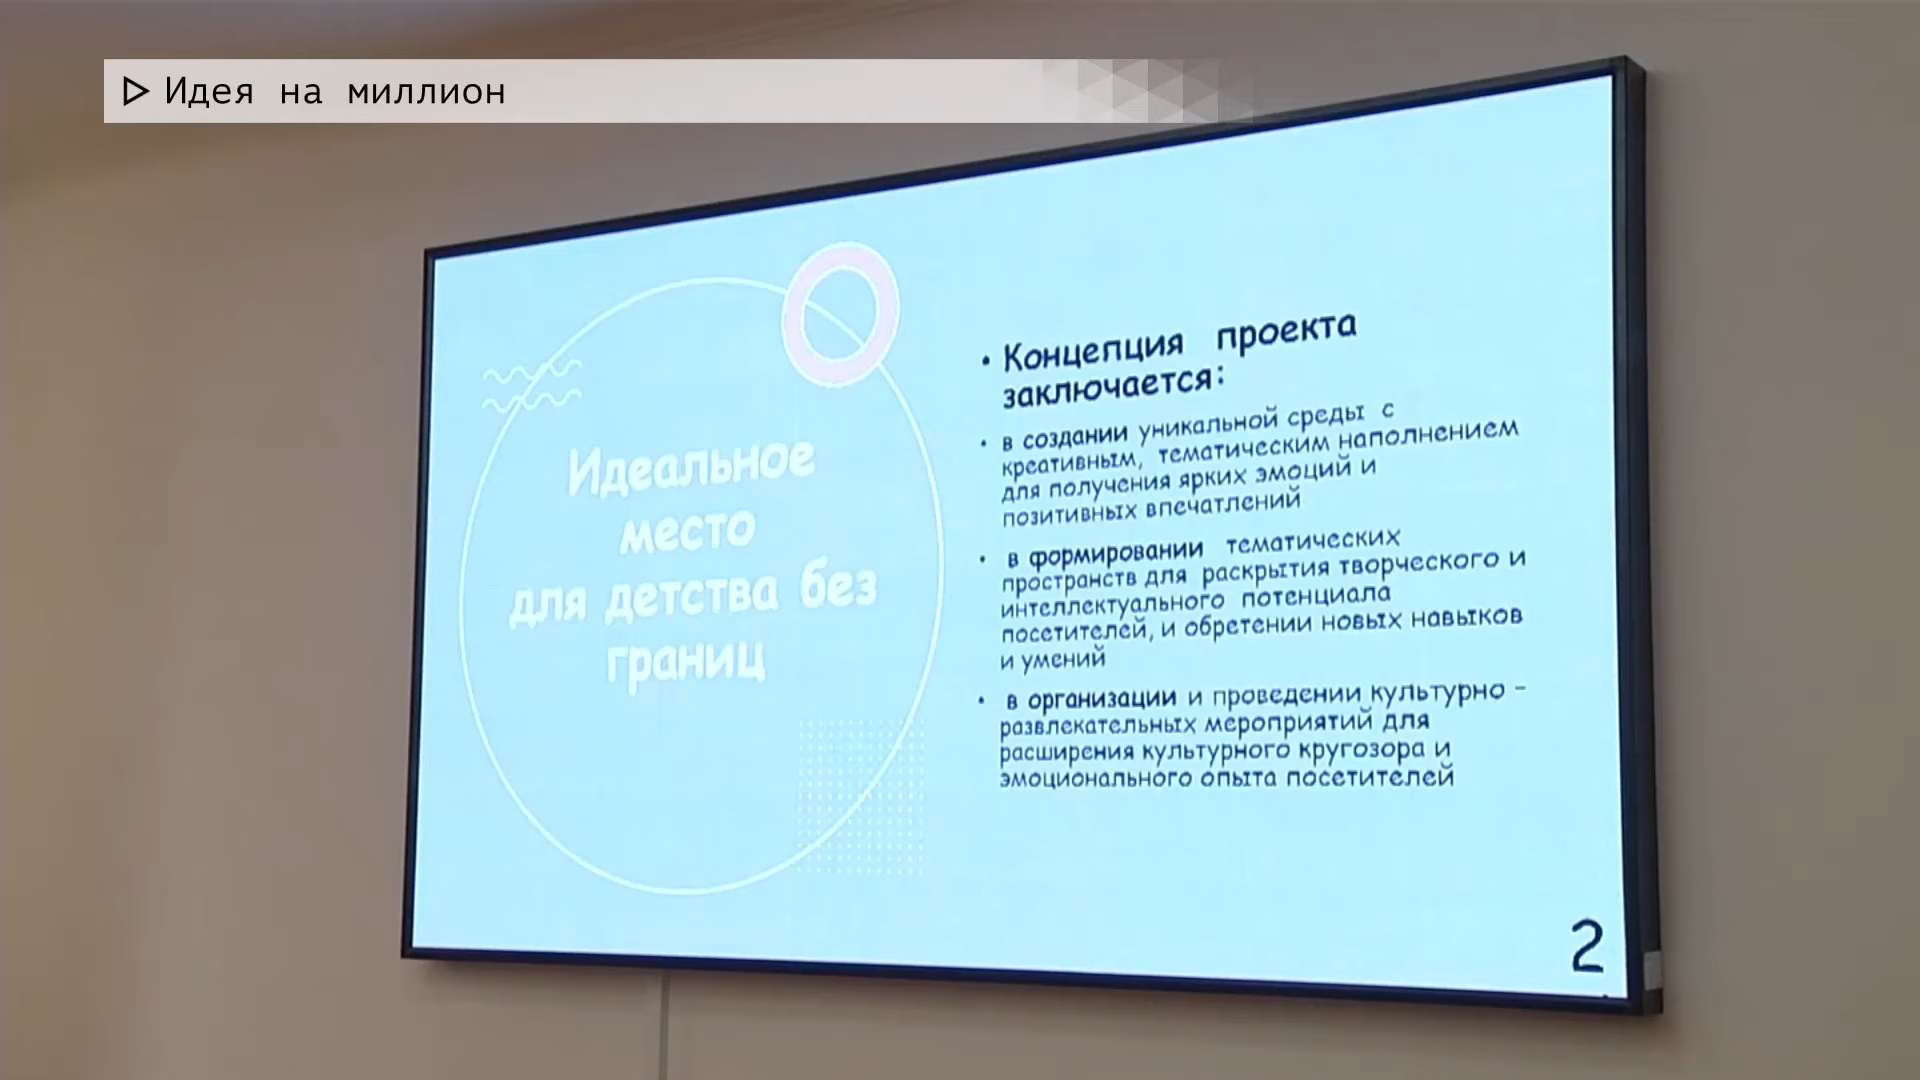 Идея на миллион
Идеальное
место
для детства без
границ
• Концепция проекта
заключается:
• в создании уникальной среды с
креативным, тематическим наполнением
для получения ярких эмоций и
позитивных впечатлений
• в формировании тематических
пространств для раскрытия творческого и
интеллектуального потенциала
посетителей, и обретении новых навыков
и умений
• в организации и проведении культурно –
развлекательных мероприятий для
расширения культурного кругозора и
эмоционального опыта посетителей
2